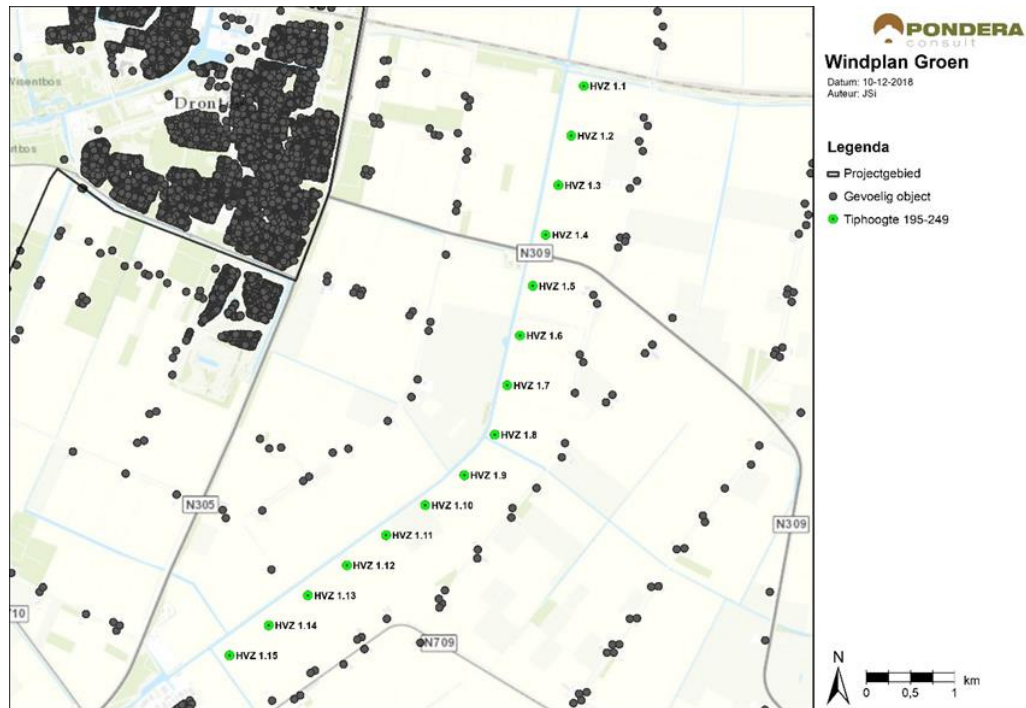 PONDERA
consult
Windplan Groen
Datum: 10-12-2018
Auteur: JSi
Legenda
Projectgebied
Gevoelig object
Tiphoogte 195-249
HVZ 1.1
HVZ 1.2
HVZ 1.3
HVZ 1.4
N309
HVZ 1.5
HVZ 1.6
HVZ 1.7
HVZ 1.8
HVZ 1.9
N305
HVZ 1.10
N309
HVZ 1.11
HVZ 1.12
HVZ 1.13
HVZ 1.14
N709
HVZ 1.15
N
0 0,5 1 km